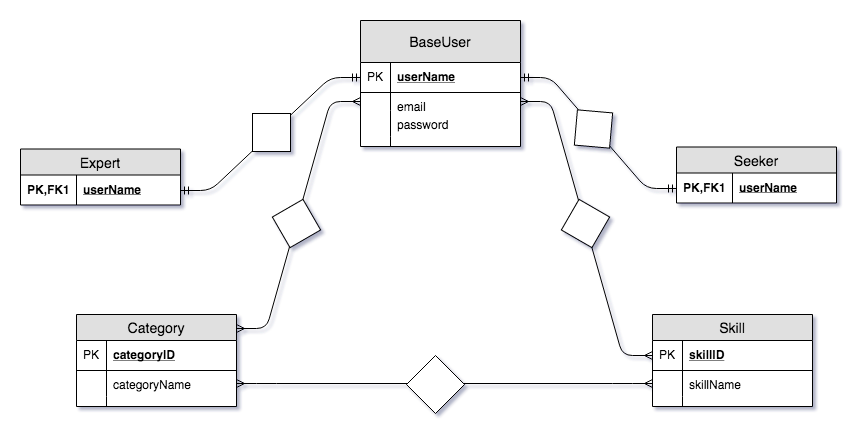 BaseUser
PK userName
email
password
Expert
PK,FK1 userName
Seeker
PK,FK1 userName
Category
PK categoryID
categoryName
Skill
PK skillID
skillName